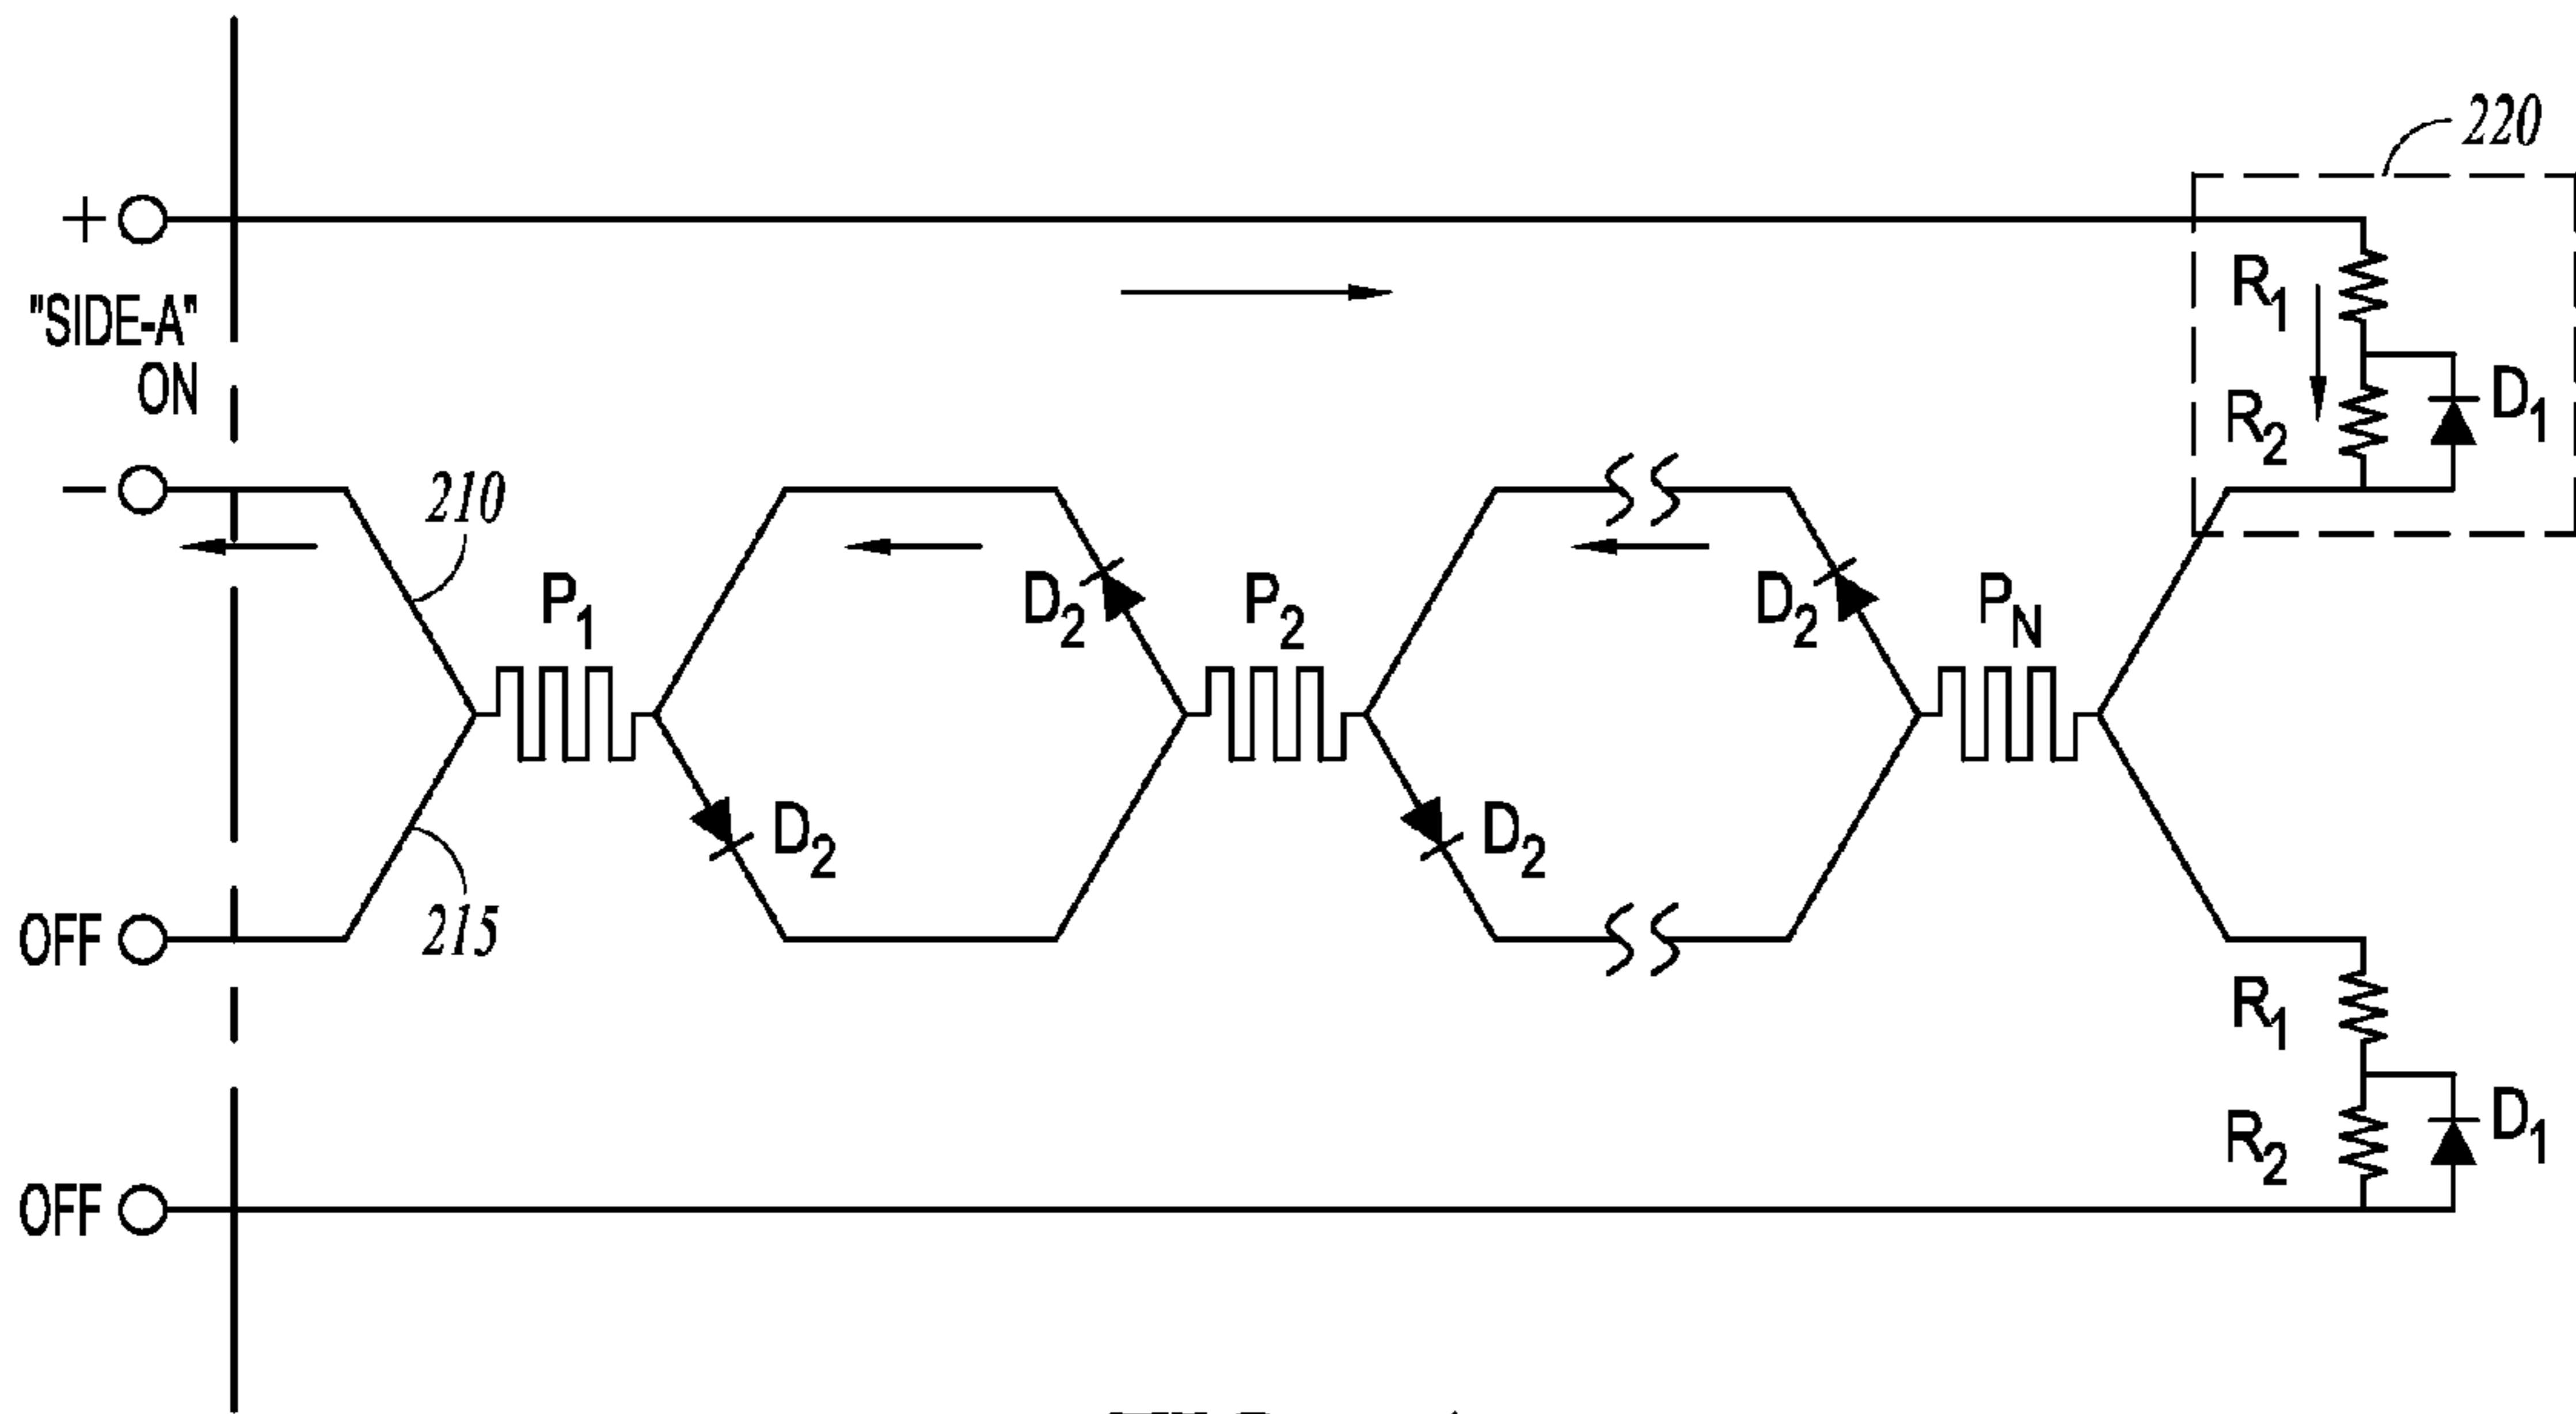 220
+
"SIDE-A"
ON
R1
R2
D1
−
210
P1
D2
P2
D2
PN
D2
D2
215
OFF
R1
R2
D1
OFF